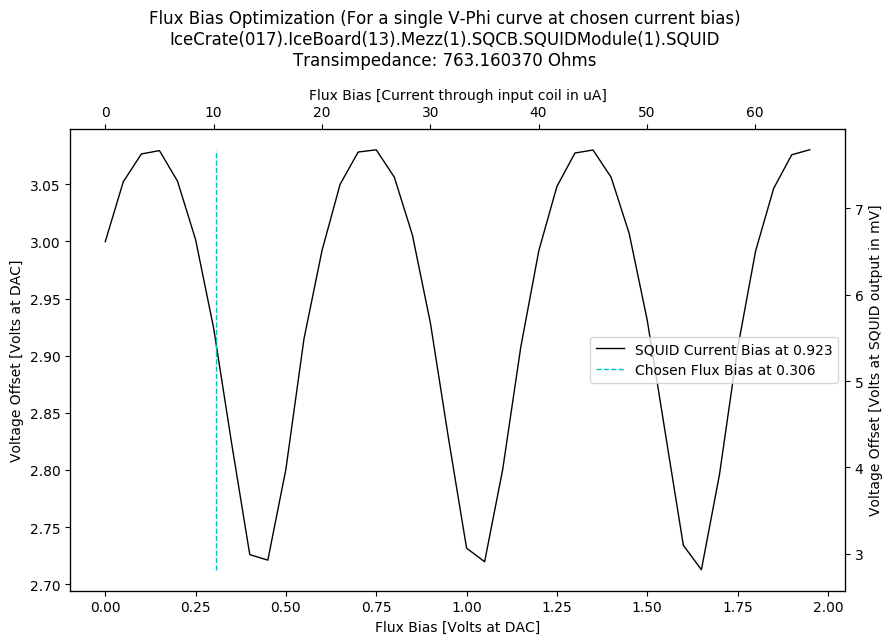 Flux Bias Optimization (For a single V-Phi curve at chosen current bias)
IceCrate(017).IceBoard(13).Mezz(1).SQCB.SQUIDModule(1).SQUID
Transimpedance: 763.160370 Ohms
Flux Bias [Current through input coil in uA]
0 10 20 30 40 50 60
Voltage Offset [Volts at DAC]
3.05
3.00
2.95
2.90
2.85
2.80
2.75
2.70
7
6
5
4
3
Voltage Offset [Volts at SQUID output in mV]
SQUID Current Bias at 0.923
Chosen Flux Bias at 0.306
0.00 0.25 0.50 0.75 1.00 1.25 1.50 1.75 2.00
Flux Bias [Volts at DAC]